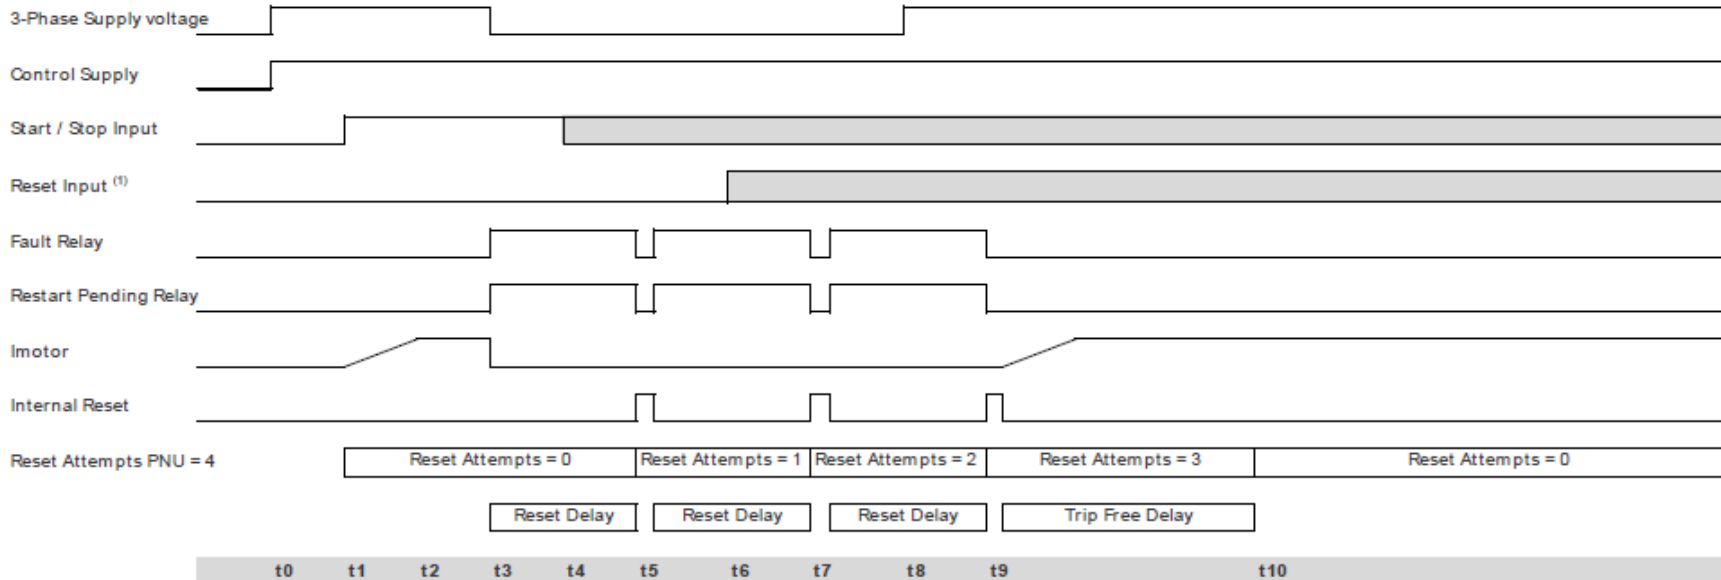 3-Phase Supply voltage
Control Supply
Start / Stop Input
Reset Input (1)
Fault Relay
Restart Pending Relay
Imotor
Internal Reset
Reset Attempts PNU = 4 Reset Attempts = 0 Reset Attempts = 1 Reset Attempts = 2 Reset Attempts = 3 Reset Attempts = 0
Reset Delay Reset Delay Reset Delay Trip Free Delay
t0 t1 t2 t3 t4 t5 t6 t7 t8 t9 t10